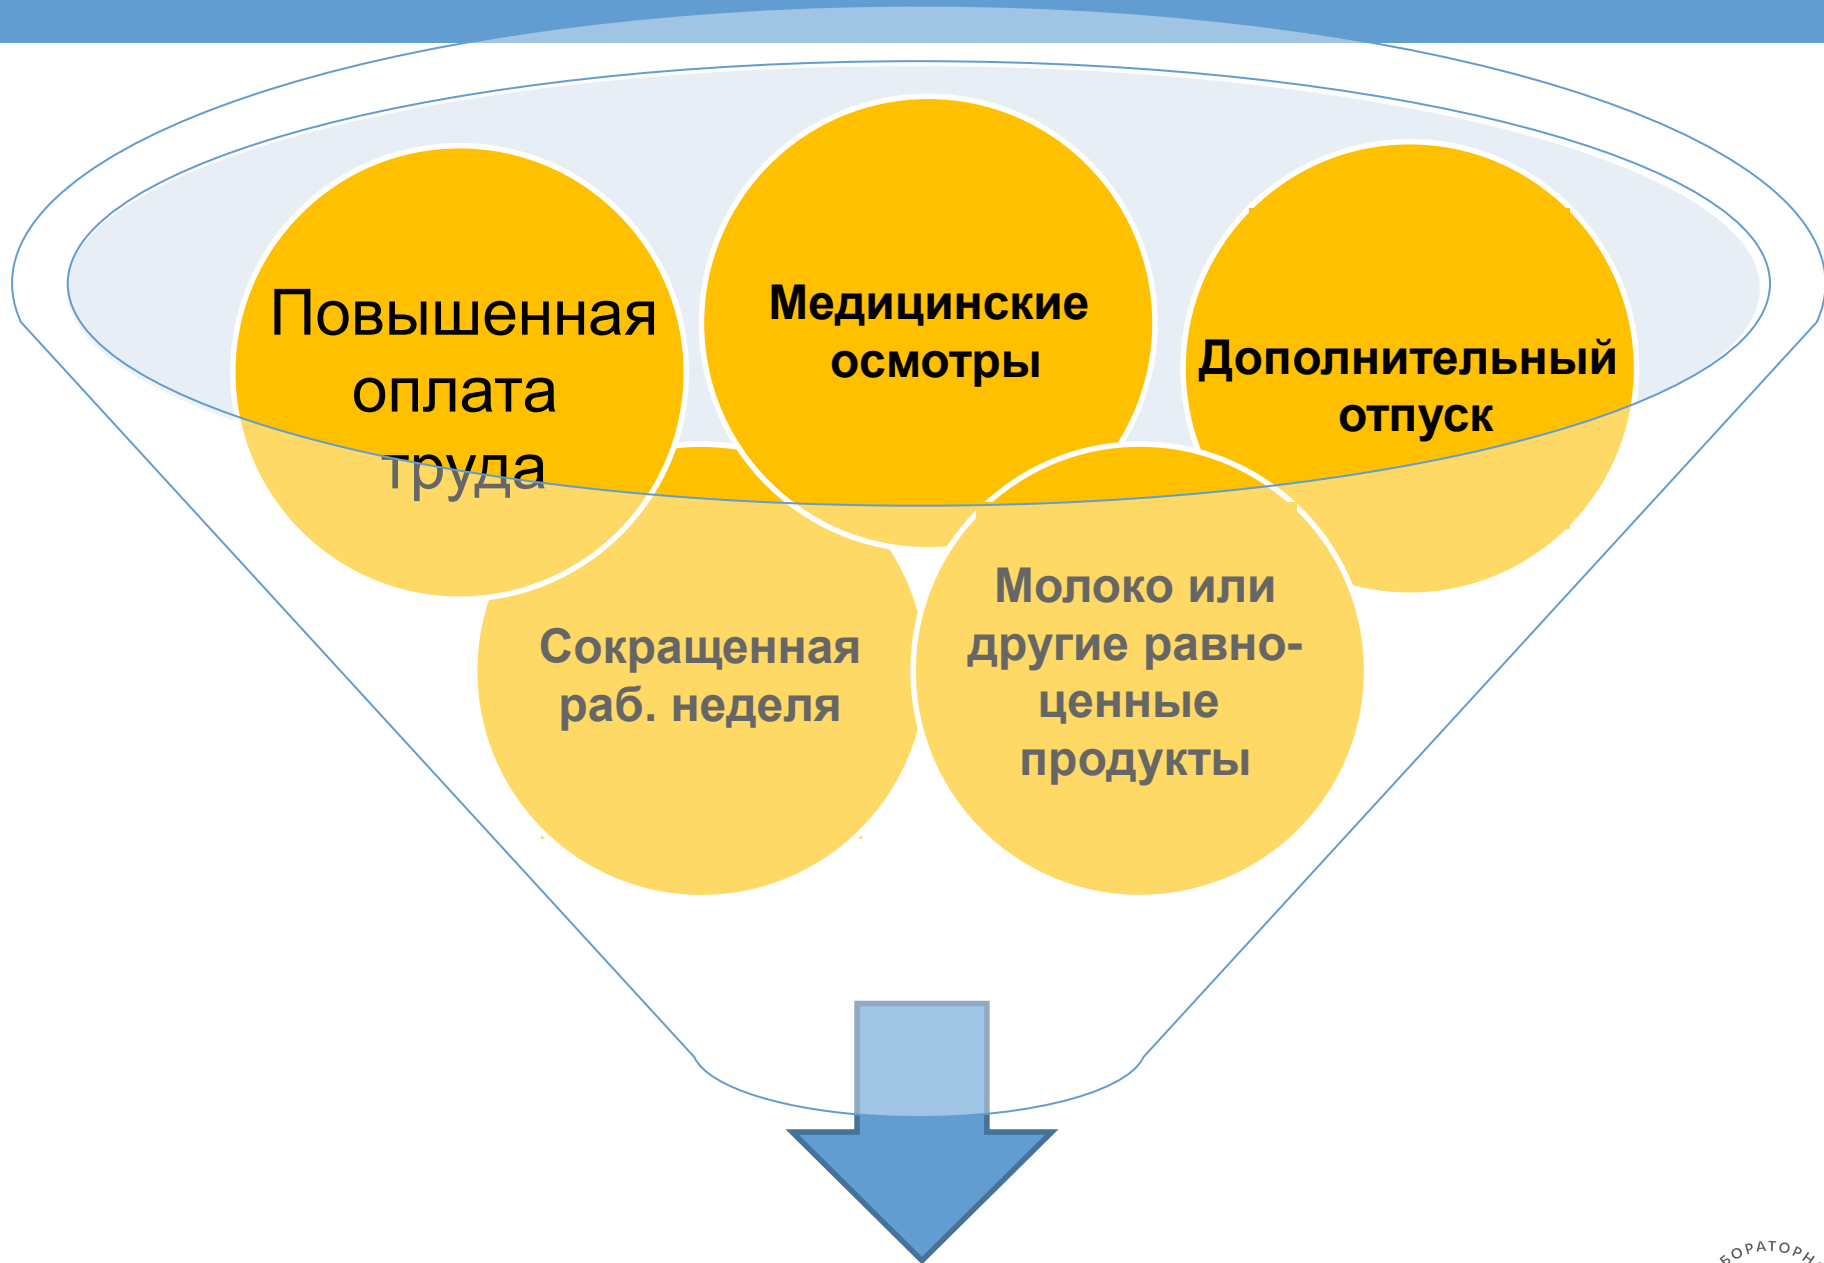 Повышенная
оплата
труда
Медицинские
осмотры
Дополнительный
отпуск
Сокращенная
раб. неделя
Молоко или
другие равно-
ценные
продукты